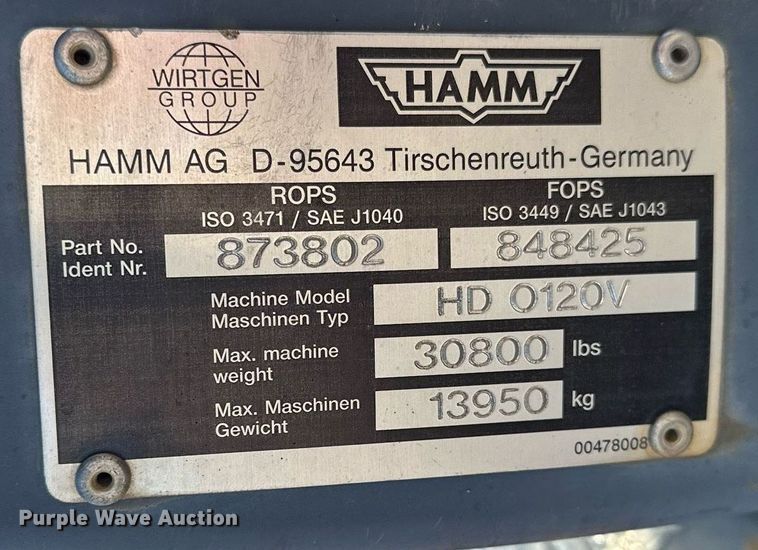 WIRTGEN
GROUP
HAMM
HAMM AG D-95643 Tirschenreuth-Germany
ROPS
ISO 3471 / SAE J1040
FOPS
ISO 3449 / SAE J1043
Part No.
Ident Nr.
873802
848425
Machine Model
Maschinen Typ
HD O120V
Max. machine
weight
30800 lbs
Max. Maschinen
Gewicht
13950 kg
00478008
Purple Wave Auction